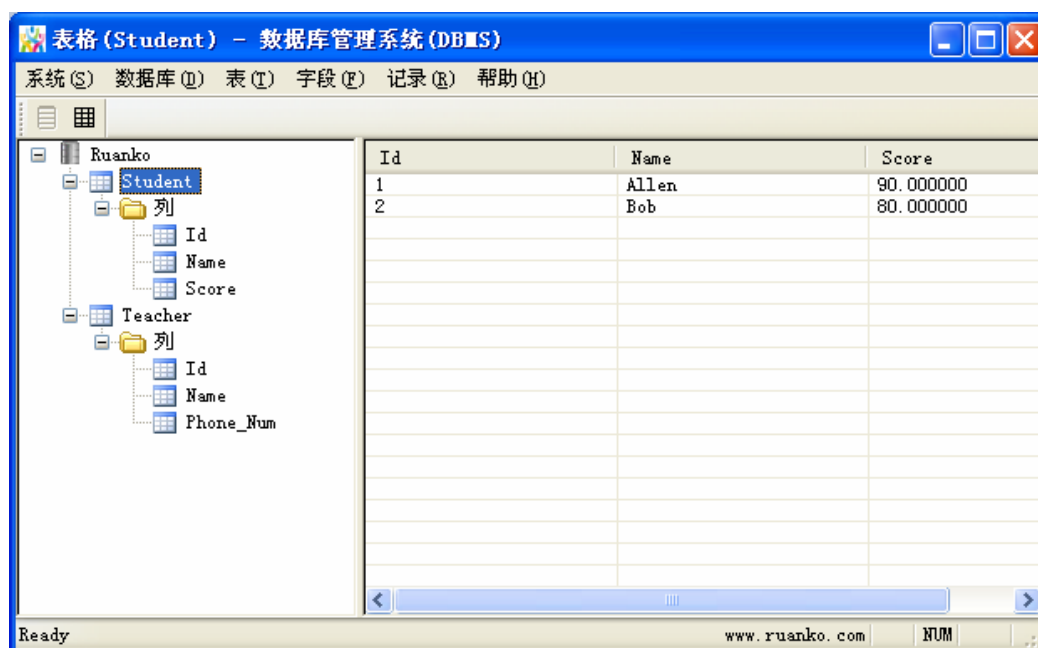 表格(Student) - 数据库管理系统(DBMS)
系统(S) 数据库(D) 表(T) 字段(F) 记录(R) 帮助(H)
Ruanko
Student
列
Id
Name
Score
Teacher
列
Id
Name
Phone_Num
Id Name Score
1 Allen 90.000000
2 Bob 80.000000
Ready www.ruanko.com NUM